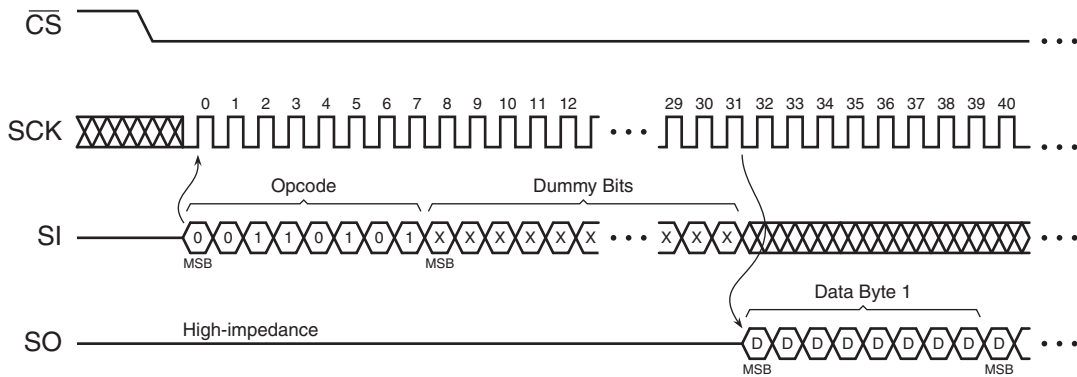 CS
0 1 2 3 4 5 6 7 8 9 10 11 12 29 30 31 32 33 34 35 36 37 38 39 40
SCK
Opcode Dummy Bits
SI 0 0 1 1 0 1 0 1 X X X X X X X X X
MSB MSB
Data Byte 1
High-impedance
SO D D D D D D D D D
MSB MSB